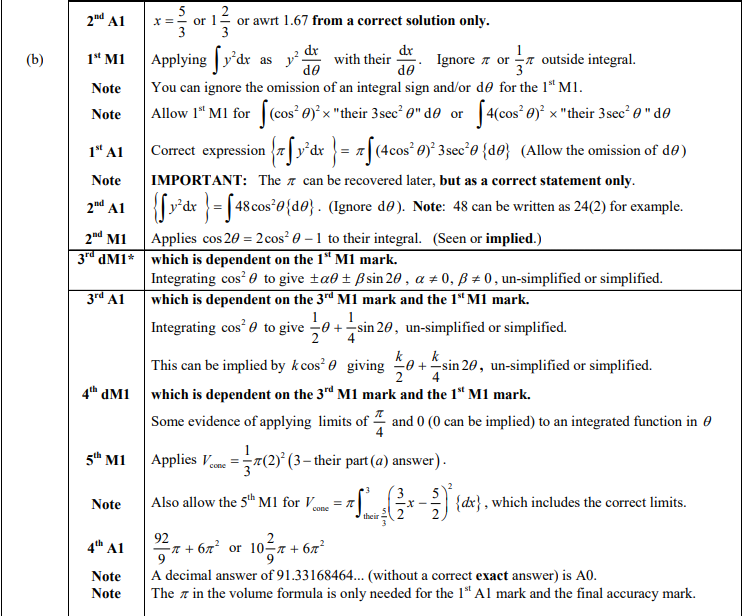 2nd A1 x = 5/3 or 1 2/3 or awrt 1.67 from a correct solution only.
(b) 1st M1 Applying ∫y²dx as y² dx/dθ with their dx/dθ. Ignore π or 1/3 π outside integral.
Note You can ignore the omission of an integral sign and/or dθ for the 1st M1.
Note Allow 1st M1 for ∫(cos² θ)² × "their 3sec² θ" dθ or ∫4(cos² θ)² × "their 3sec² θ " dθ
1st A1 Correct expression {π∫y²dx} = π∫(4cos² θ)² 3sec²θ {dθ} (Allow the omission of dθ)
Note IMPORTANT: The π can be recovered later, but as a correct statement only.
2nd A1 {∫y²dx} = ∫48cos²θ{dθ}. (Ignore dθ). Note: 48 can be written as 24(2) for example.
2nd M1 Applies cos 2θ = 2cos² θ − 1 to their integral. (Seen or implied.)
3rd dM1* which is dependent on the 1st M1 mark.
Integrating cos² θ to give ±αθ ± β sin 2θ, α ≠ 0, β ≠ 0, un-simplified or simplified.
3rd A1 which is dependent on the 3rd M1 mark and the 1st M1 mark.
Integrating cos² θ to give 1/2 θ + 1/4 sin 2θ, un-simplified or simplified.
This can be implied by k cos² θ giving k/2 θ + k/4 sin 2θ, un-simplified or simplified.
4th dM1 which is dependent on the 3rd M1 mark and the 1st M1 mark.
Some evidence of applying limits of π/4 and 0 (0 can be implied) to an integrated function in θ
5th M1 Applies V_cone = 1/3 π(2)² (3 − their part(a) answer).
Note Also allow the 5th M1 for V_cone = π∫_{their 5/3}^{3} (3/2 x − 5/2)² {dx}, which includes the correct limits.
4th A1 92/9 π + 6π² or 10 2/9 π + 6π²
Note A decimal answer of 91.33168464... (without a correct exact answer) is A0.
Note The π in the volume formula is only needed for the 1st A1 mark and the final accuracy mark.